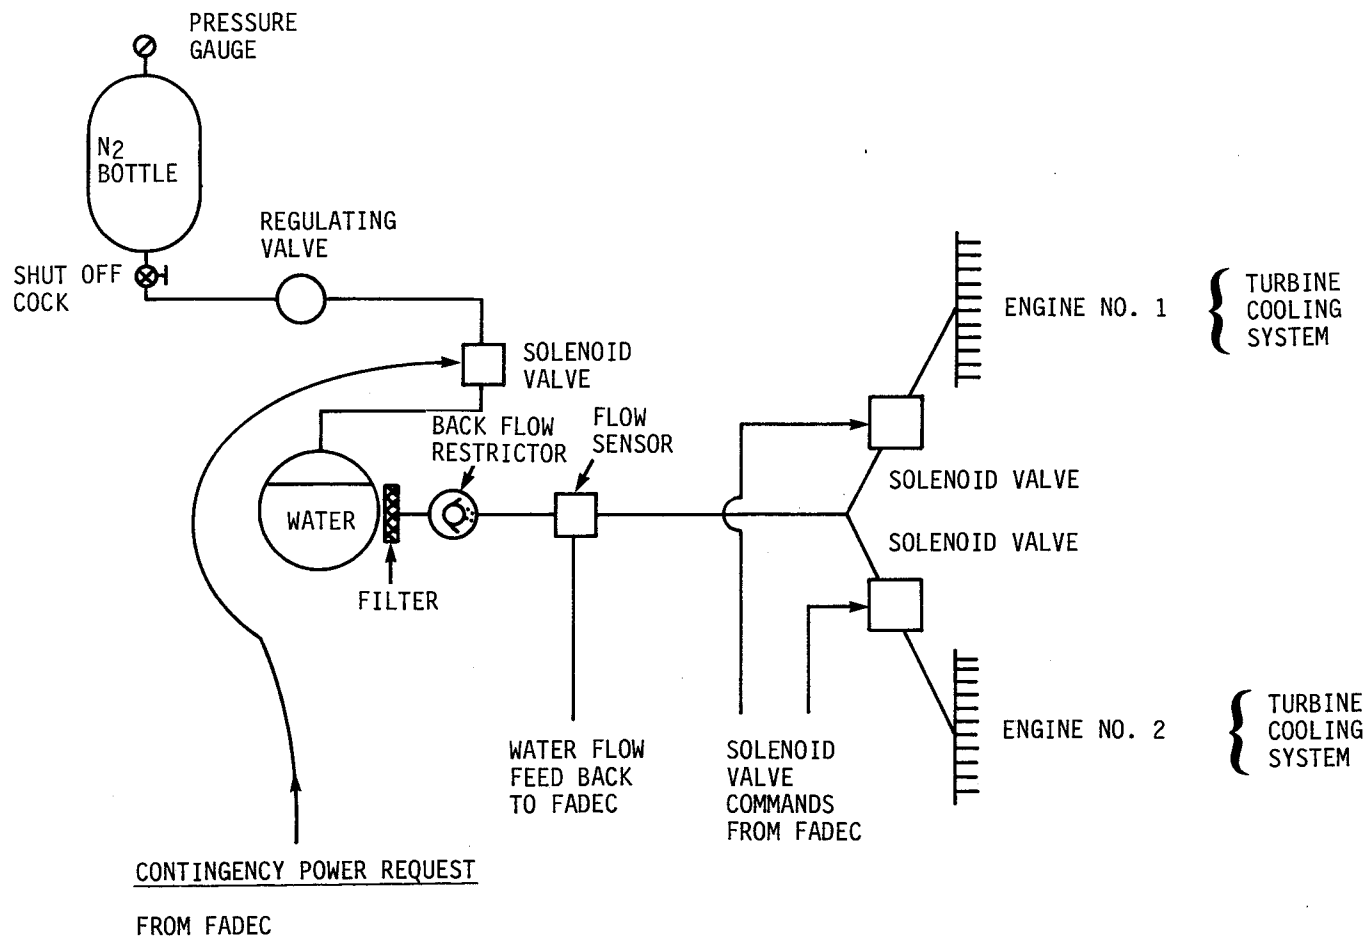 PRESSURE
GAUGE
N2
BOTTLE
REGULATING
VALVE
SHUT OFF
COCK
SOLENOID
VALVE
BACK FLOW
RESTRICTOR
FLOW
SENSOR
WATER
FILTER
ENGINE NO. 1
TURBINE
COOLING
SYSTEM
SOLENOID VALVE
SOLENOID VALVE
ENGINE NO. 2
TURBINE
COOLING
SYSTEM
WATER FLOW
FEED BACK
TO FADEC
SOLENOID
VALVE
COMMANDS
FROM FADEC
CONTINGENCY POWER REQUEST
FROM FADEC